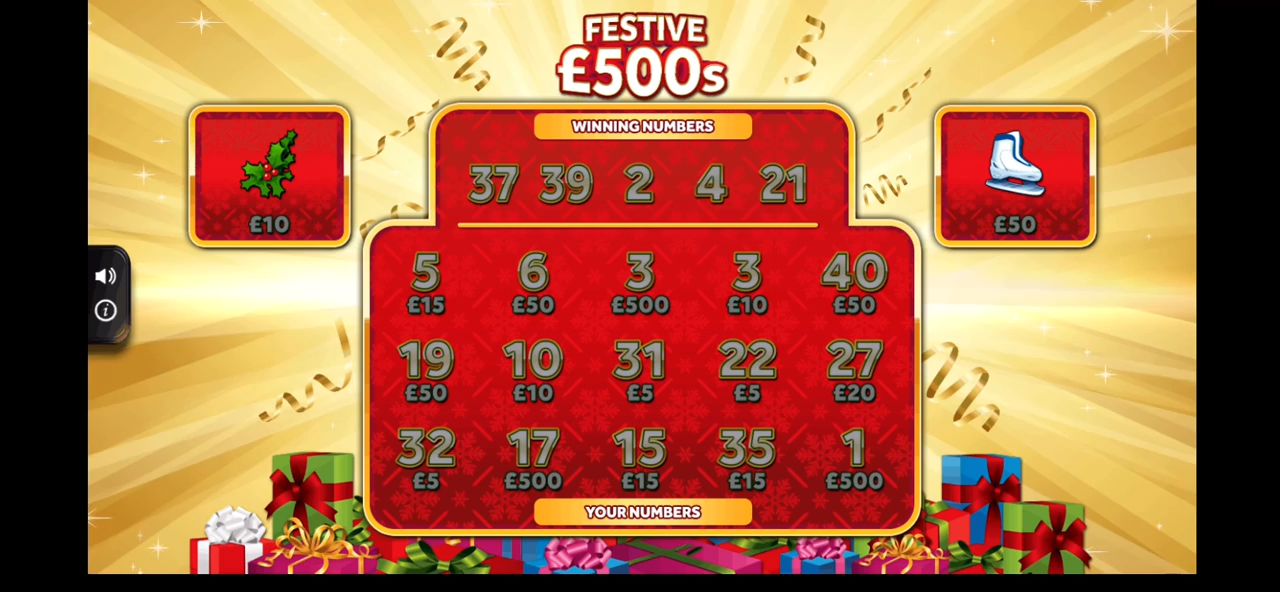 FESTIVE
£500s
WINNING NUMBERS
37 39 2 4 21
£10
£50
5 6 3 3 40
£15 £50 £500 £10 £50
19 10 31 22 27
£50 £10 £5 £5 £20
32 17 15 35 1
£5 £500 £15 £15 £500
YOUR NUMBERS
i